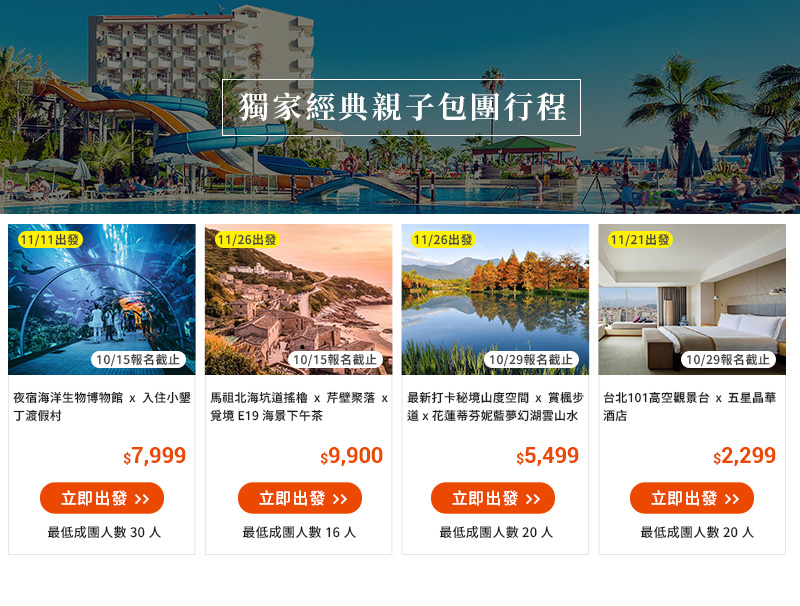 獨家經典親子包團行程
11/11出發
10/15報名截止
夜宿海洋生物博物館 x 入住小墾
丁渡假村
$7,999
立即出發 >>
最低成團人數 30 人
11/26出發
10/15報名截止
馬祖北海坑道搖櫓 x 芹壁聚落 x
覓境 E19 海景下午茶
$9,900
立即出發 >>
最低成團人數 16 人
11/26出發
10/29報名截止
最新打卡秘境山度空間 x 賞楓步
道 x 花蓮蒂芬妮藍夢幻湖雲山水
$5,499
立即出發 >>
最低成團人數 20 人
11/21出發
10/29報名截止
台北101高空觀景台 x 五星晶華
酒店
$2,299
立即出發 >>
最低成團人數 20 人